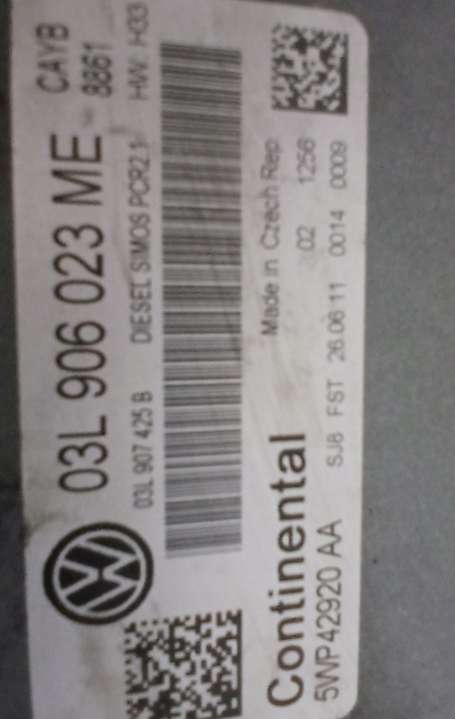 03L 906 023 ME
CAYB
8861
03L 907 425 B DIESEL SIMOS PCR2.1 HW: H33
Continental
Made in Czech Rep
02 1256
5WP42920 AA
SJ8 FST 26.06.11 0014 0009